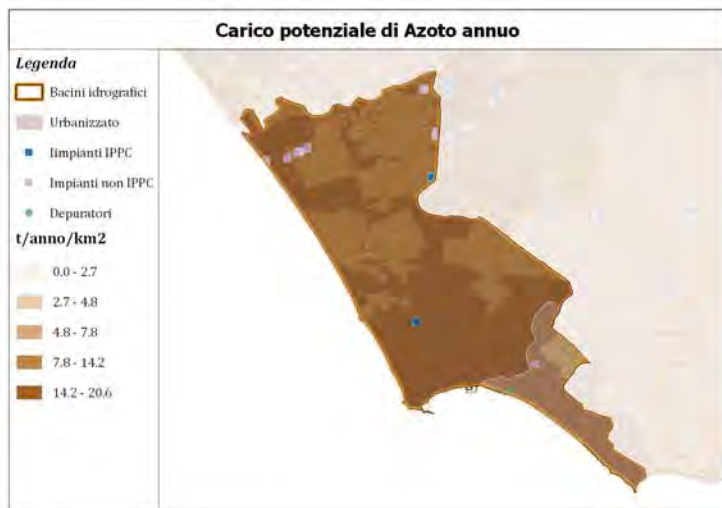 Carico potenziale di Azoto annuo
Legenda
Bacini idrografici
Urbanizzato
Iimpianti IPPC
Impianti non IPPC
Depuratori
t/anno/km2
0.0 - 2.7
2.7 - 4.8
4.8 - 7.8
7.8 - 14.2
14.2 - 20.6